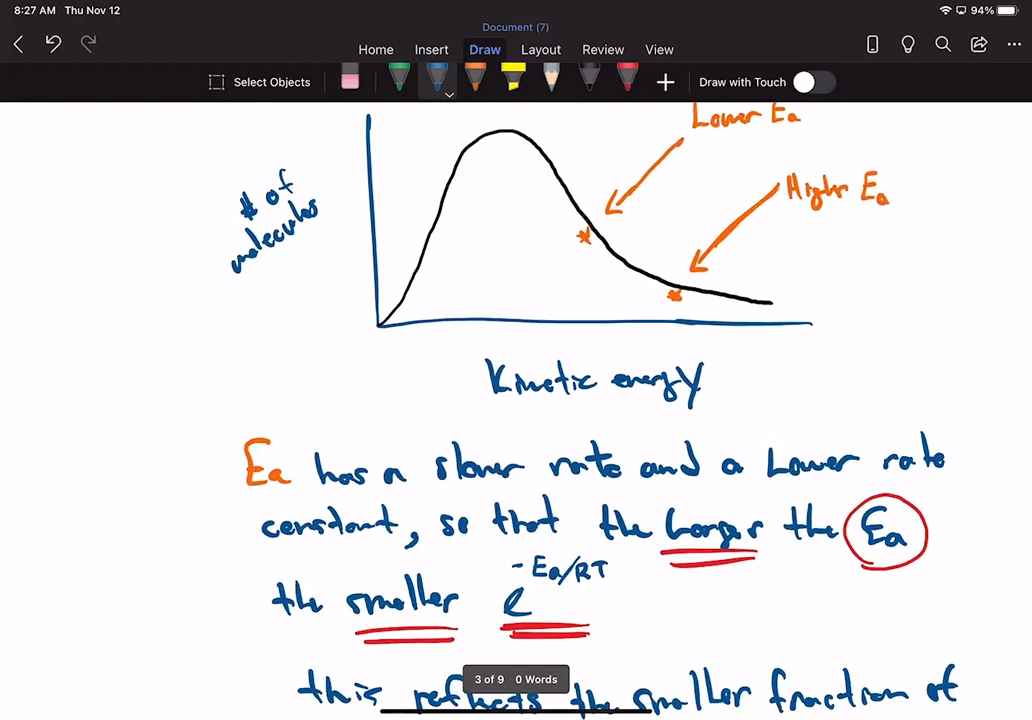 8:27 AM Thu Nov 12
94%
Document (7)
Home Insert Draw Layout Review View
Select Objects
Draw with Touch
Lower Ea
High Ea
# of
molecules
Kinetic energy
Ea has a slower rate and a Lower rate
constant, so that the Larger the Ea
the smaller e -Ea/RT
3 of 9 0 Words
this reflects the smaller fraction of